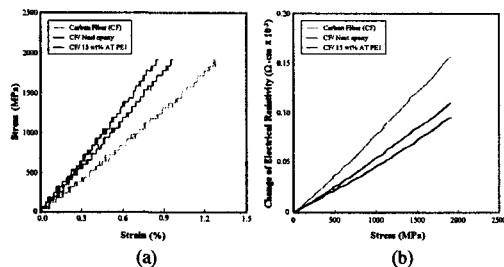 2500
2000
1500
1000
500
0
0.0 0.3 0.6 0.9 1.2 1.5
Stress (MPa)
Strain (%)
Carbon Fiber (CF)
CF/ Neat epoxy
CF/ 15 wt% AT PEI
(a)
0.15
0.10
0.05
0.00
0 500 1000 1500 2000 2500
Change of Electrical Resistivity (Ω·cm x 10⁻³)
Stress (MPa)
Carbon Fiber (CF)
CF/ Neat epoxy
CF/ 15 wt% AT PEI
(b)